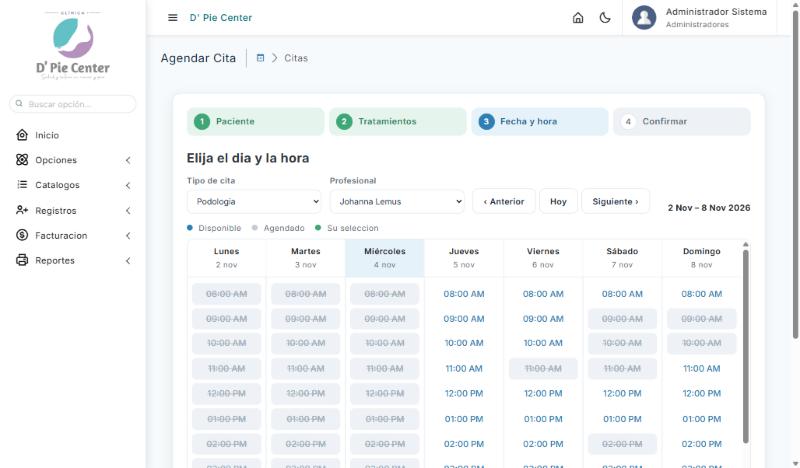 CLINICA
D' Pie Center
Buscar opción...
Inicio
Opciones
Catalogos
Registros
Facturacion
Reportes
D' Pie Center
Administrador Sistema
Administradores
Agendar Cita
Citas
1 Paciente
2 Tratamientos
3 Fecha y hora
4 Confirmar
Elija el dia y la hora
Tipo de cita
Profesional
Podologia
Johanna Lemus
‹ Anterior
Hoy
Siguiente ›
2 Nov – 8 Nov 2026
Disponible Agendado Su seleccion
Lunes Martes Miércoles Jueves Viernes Sábado Domingo
2 nov 3 nov 4 nov 5 nov 6 nov 7 nov 8 nov
08:00 AM 08:00 AM 08:00 AM 08:00 AM 08:00 AM 08:00 AM 08:00 AM
09:00 AM 09:00 AM 09:00 AM 09:00 AM 09:00 AM 09:00 AM 09:00 AM
10:00 AM 10:00 AM 10:00 AM 10:00 AM 10:00 AM 10:00 AM 10:00 AM
11:00 AM 11:00 AM 11:00 AM 11:00 AM 11:00 AM 11:00 AM 11:00 AM
12:00 PM 12:00 PM 12:00 PM 12:00 PM 12:00 PM 12:00 PM 12:00 PM
01:00 PM 01:00 PM 01:00 PM 01:00 PM 01:00 PM 01:00 PM 01:00 PM
02:00 PM 02:00 PM 02:00 PM 02:00 PM 02:00 PM 02:00 PM 02:00 PM